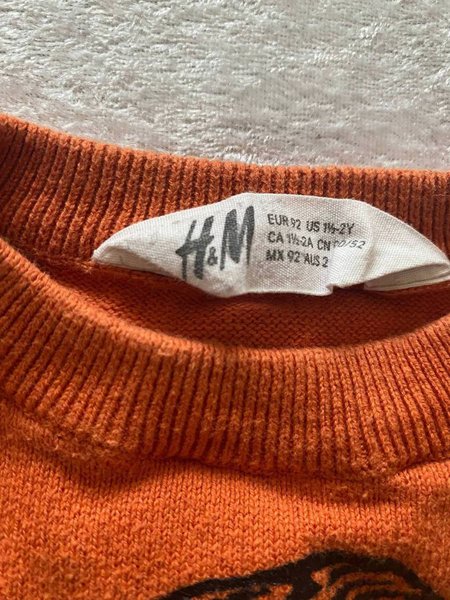 H&M
EUR 92 US 1½-2Y
CA 1½-2A CN 90/52
MX 92 AUS 2